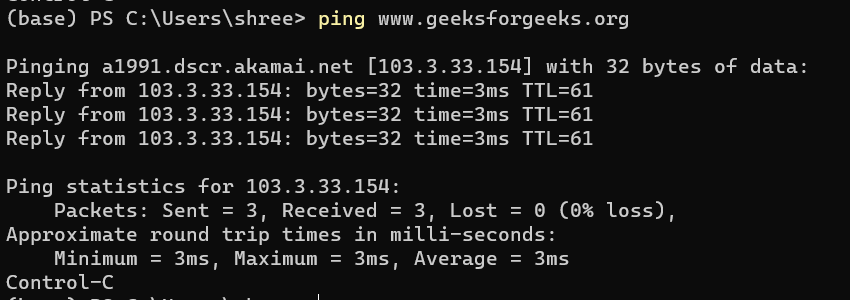 (base) PS C:\Users\shree> ping www.geeksforgeeks.org
Pinging a1991.dscr.akamai.net [103.3.33.154] with 32 bytes of data:
Reply from 103.3.33.154: bytes=32 time=3ms TTL=61
Reply from 103.3.33.154: bytes=32 time=3ms TTL=61
Reply from 103.3.33.154: bytes=32 time=3ms TTL=61
Ping statistics for 103.3.33.154:
    Packets: Sent = 3, Received = 3, Lost = 0 (0% loss),
Approximate round trip times in milli-seconds:
    Minimum = 3ms, Maximum = 3ms, Average = 3ms
Control-C